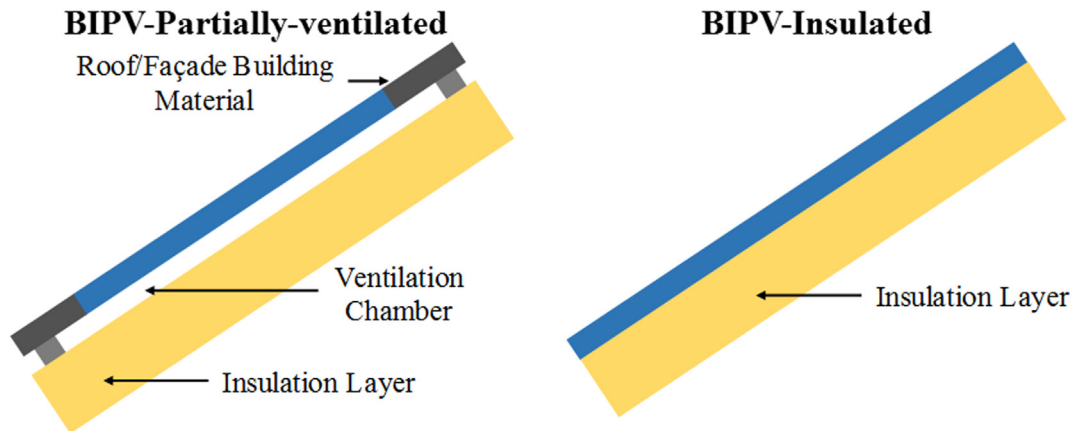 BIPV-Partially-ventilated
Roof/Façade Building
Material
Ventilation
Chamber
Insulation Layer
BIPV-Insulated
Insulation Layer